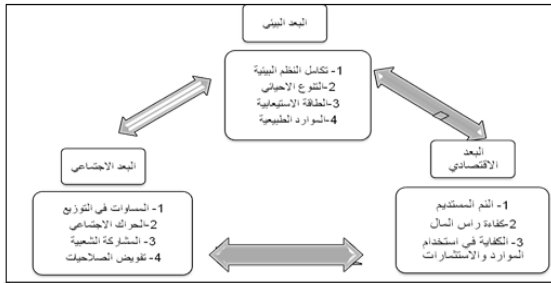 البعد البيئي
1- تكامل النظم البيئية
2-التنوع الاحيائي
3- الطاقة الاستيعابية
4- الموارد الطبيعية
البعد الاقتصادي
1- النم المستديم
2-كفاءة راس المال
3- الكفاية في استخدام
الموارد والاستثمارات
البعد الاجتماعي
1- المساوات في التوزيع
2- الحراك الاجتماعي
3- المشاركة الشعبية
4- تفويض الصلاحيات